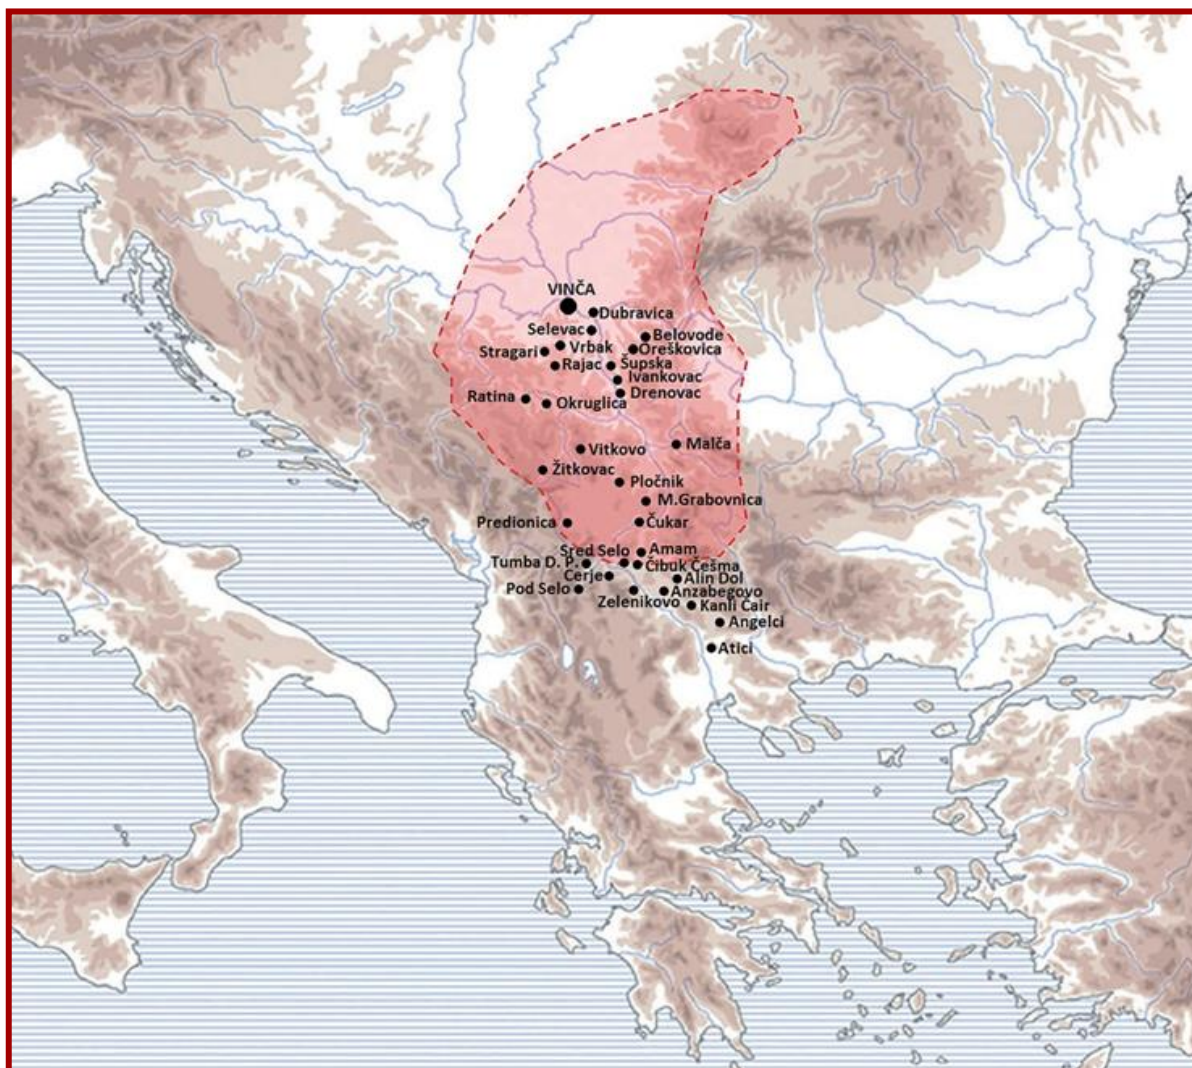 VINČA
Dubravica
Selevac
Belovode
Vrbak
Oreškovica
Stragari
Rajac
Šupska
Ivankovac
Drenovac
Ratina
Okruglica
Malča
Vitkovo
Žitkovac
Pločnik
M.Grabovnica
Predionica
Čukar
Sred Selo
Amam
Tumba D. P.
Čibuk Češma
Cerje
Alin Dol
Pod Selo
Anzabegovo
Zelenikovo
Kanli Čair
Angelci
Atici